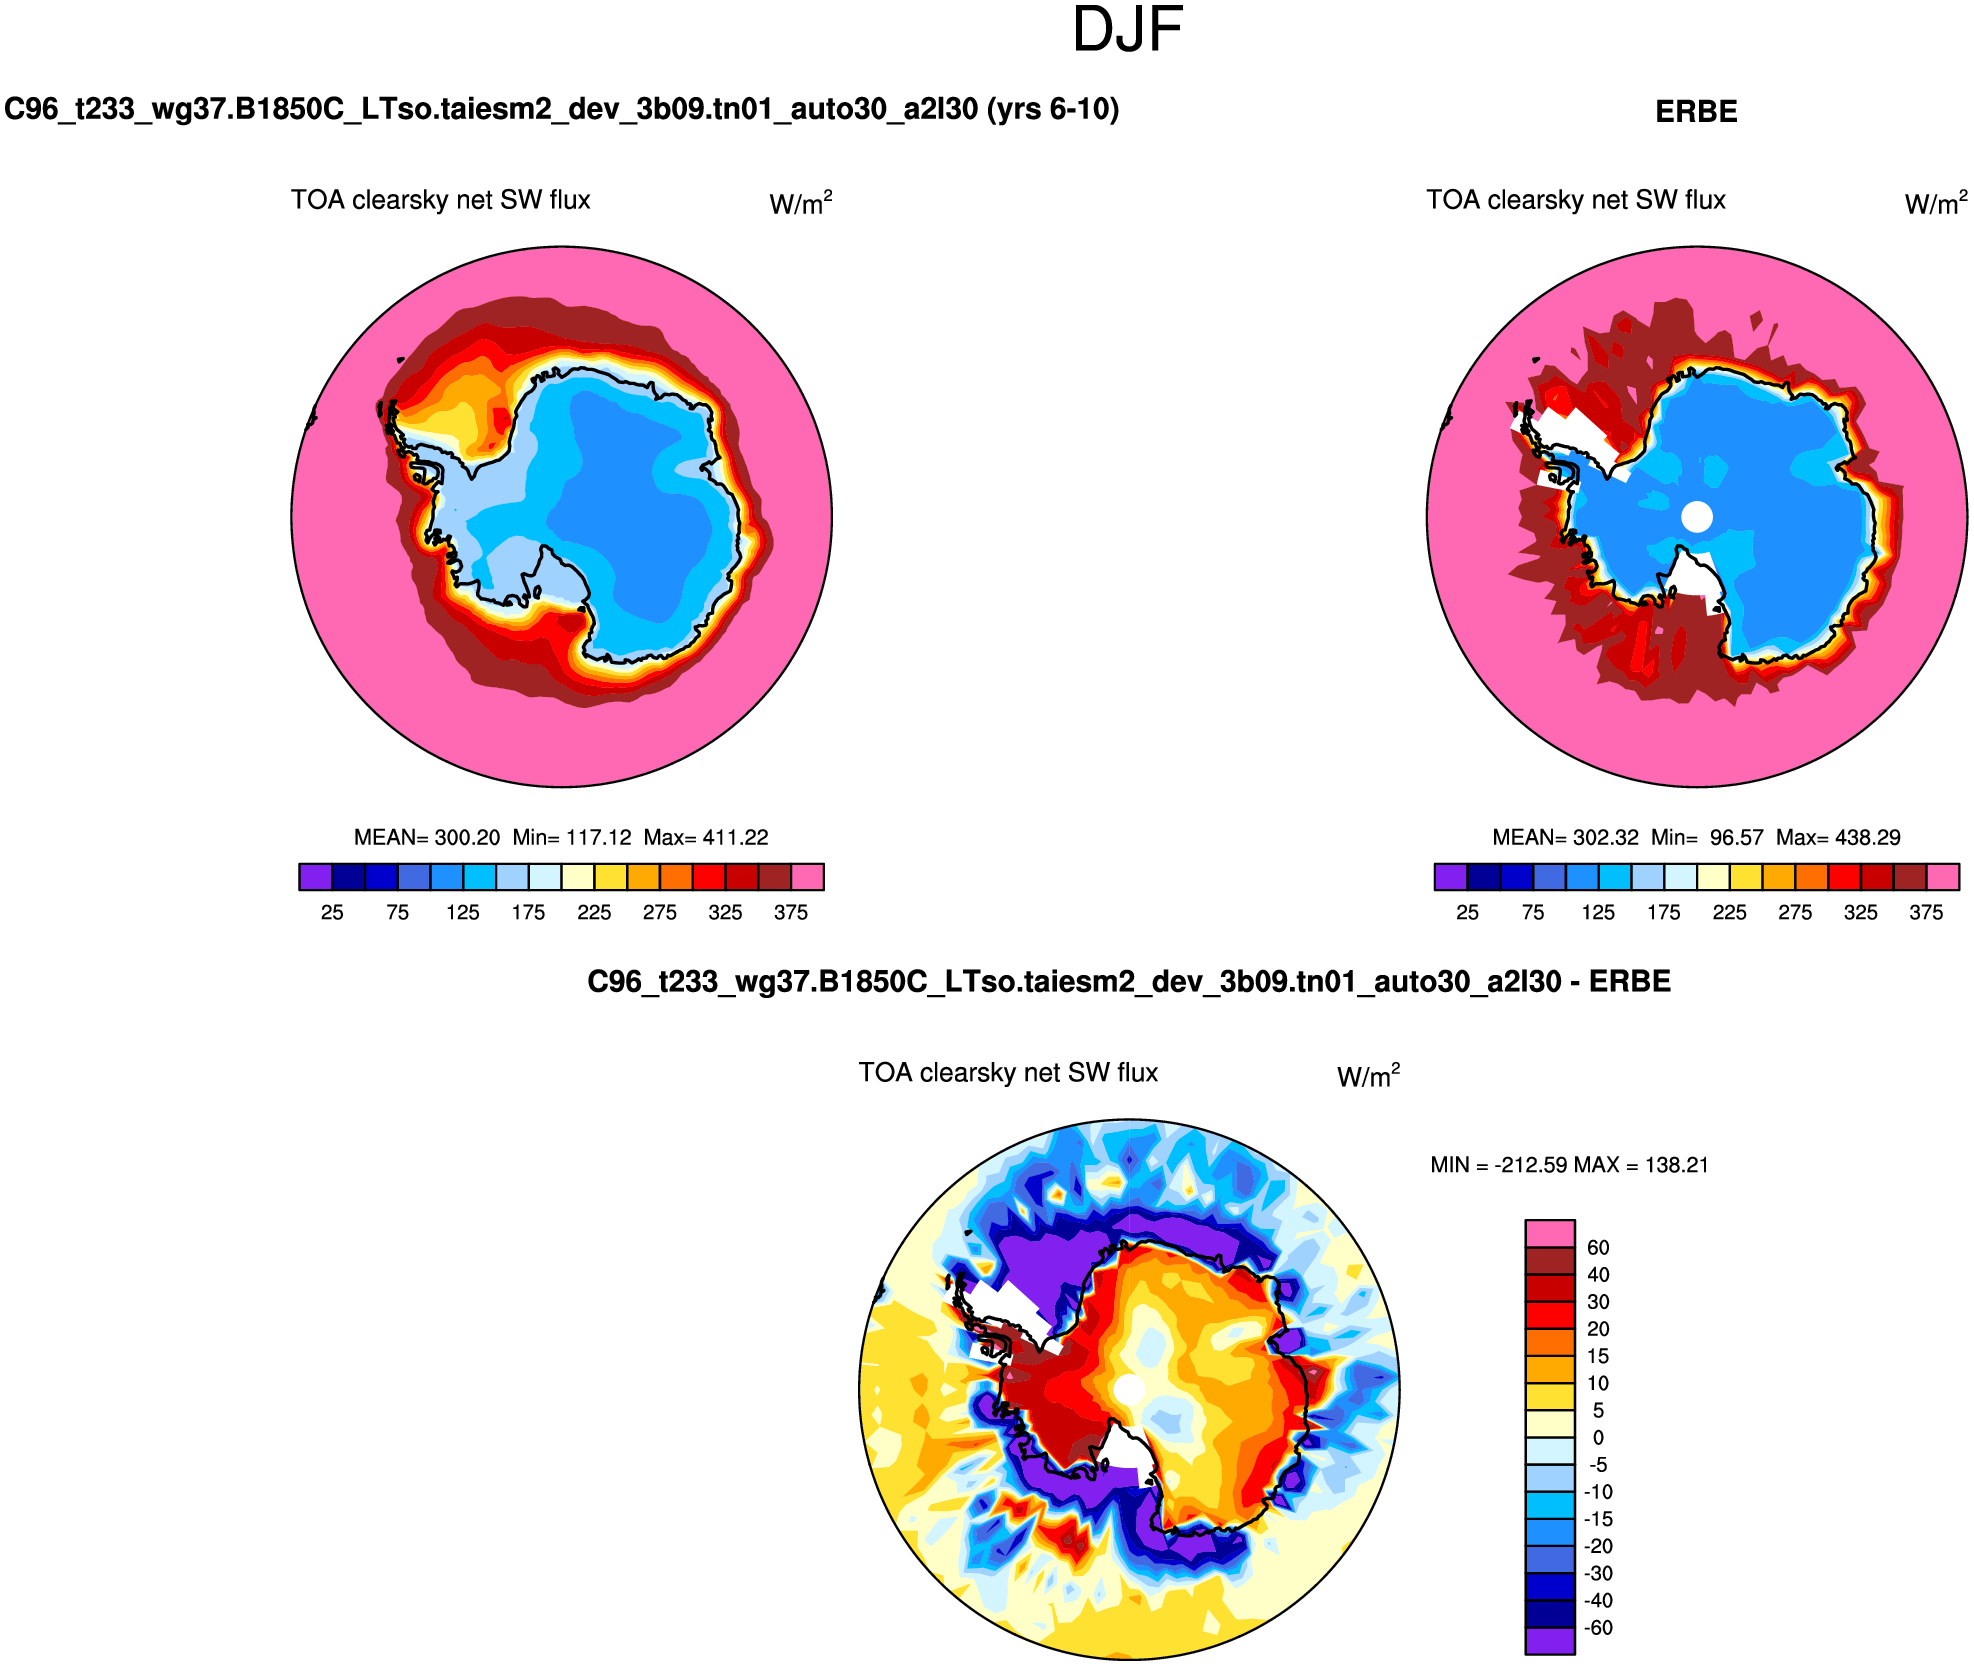 DJF
C96_t233_wg37.B1850C_LTso.taiesm2_dev_3b09.tn01_auto30_a2l30 (yrs 6-10)
ERBE
TOA clearsky net SW flux W/m2
TOA clearsky net SW flux W/m2
MEAN= 300.20 Min= 117.12 Max= 411.22
MEAN= 302.32 Min= 96.57 Max= 438.29
25 75 125 175 225 275 325 375
25 75 125 175 225 275 325 375
C96_t233_wg37.B1850C_LTso.taiesm2_dev_3b09.tn01_auto30_a2l30 - ERBE
TOA clearsky net SW flux W/m2
MIN = -212.59 MAX = 138.21
60
40
30
20
15
10
5
0
-5
-10
-15
-20
-30
-40
-60